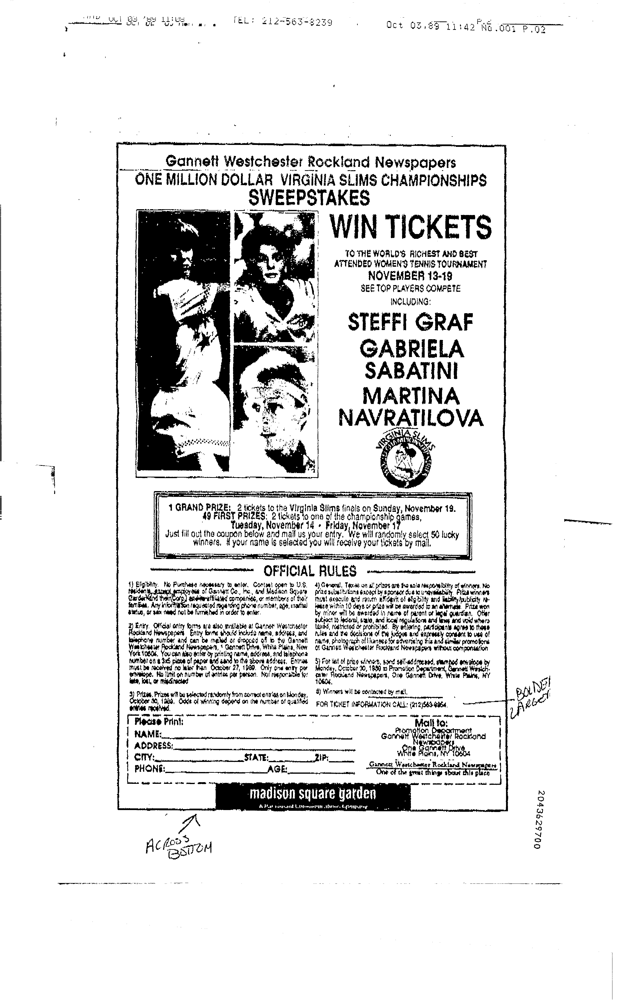 TEL: 212-563-8239
Oct 03,89 11:42 No.001 P.02
Gannett Westchester Rockland Newspapers
ONE MILLION DOLLAR VIRGINIA SLIMS CHAMPIONSHIPS
SWEEPSTAKES
WIN TICKETS
TO THE WORLD'S RICHEST AND BEST
ATTENDED WOMEN'S TENNIS TOURNAMENT
NOVEMBER 13-19
SEE TOP PLAYERS COMPETE
INCLUDING:
STEFFI GRAF
GABRIELA
SABATINI
MARTINA
NAVRATILOVA
VIRGINIA SLIMS
1 GRAND PRIZE: 2 tickets to the Virginia Slims finals on Sunday, November 19.
49 FIRST PRIZES: 2 tickets to one of the championship games,
Tuesday, November 14 - Friday, November 17
Just fill out the coupon below and mail us your entry. We will randomly select 50 lucky
winners. If your name is selected you will receive your tickets by mail.
OFFICIAL RULES
1) Eligibility. No Purchase necessary to enter. Contest open to U.S.
residents, except employees of Gannett Co., Inc., and Madison Square
Garden companies, or members of their
families. Any information requested regarding phone number, age, marital
status, or sex need not be furnished in order to enter.
2) Entry. Official entry forms are also available at Gannett Westchester
Rockland Newspapers. Entry forms should include name, address, and
telephone number and can be mailed or dropped off to the Gannett
Westchester Rockland Newspapers, 1 Gannett Drive, White Plains, New
York 10604. You can also enter by printing name, address, and telephone
number on a 3x5 piece of paper and send to the above address. Entries
must be received no later than October 27, 1989. Only one entry per
envelope. No limit on number of entries per person. Not responsible for
late, lost, or misdirected
3) Prizes. Prizes will be selected randomly from correct entries on Monday,
October 30, 1989. Odds of winning depend on the number of qualified
entries received.
4) General. Taxes on all prizes are the sole responsibility of winners. No
prize substitutions except by sponsor due to unavailability. Prize winners
must execute and return affidavit of eligibility and liability/publicity re-
lease within 10 days or prize will be awarded to an alternate. Prize won
by minor will be awarded in name of parent or legal guardian. Offer
subject to federal, state, and local regulations and laws and void where
taxed, restricted or prohibited. By entering, participants agree to these
rules and the decisions of the judges and expressly consent to use of
name, photograph of likeness for advertising this and similar promotions
of Gannett Westchester Rockland Newspapers without compensation
5) For list of prize winners, send self-addressed, stamped envelope by
Monday, October 30, 1989 to Promotion Department, Gannett Westch-
ester Rockland Newspapers, One Gannett Drive, White Plains, NY
10604.
6) Winners will be contacted by mail.
FOR TICKET INFORMATION CALL: (212)563-8954.
BOLDER/
LARGER
Please Print:
NAME:
ADDRESS:
CITY: STATE: ZIP:
PHONE: AGE:
Mail to:
Promotion Department
Gannett Westchester Rockland
Newspapers
One Gannett Drive
White Plains, NY 10604
Gannett Westchester Rockland Newspapers
One of the great things about this place
madison square garden
ACROSS
BOTTOM
2043629700